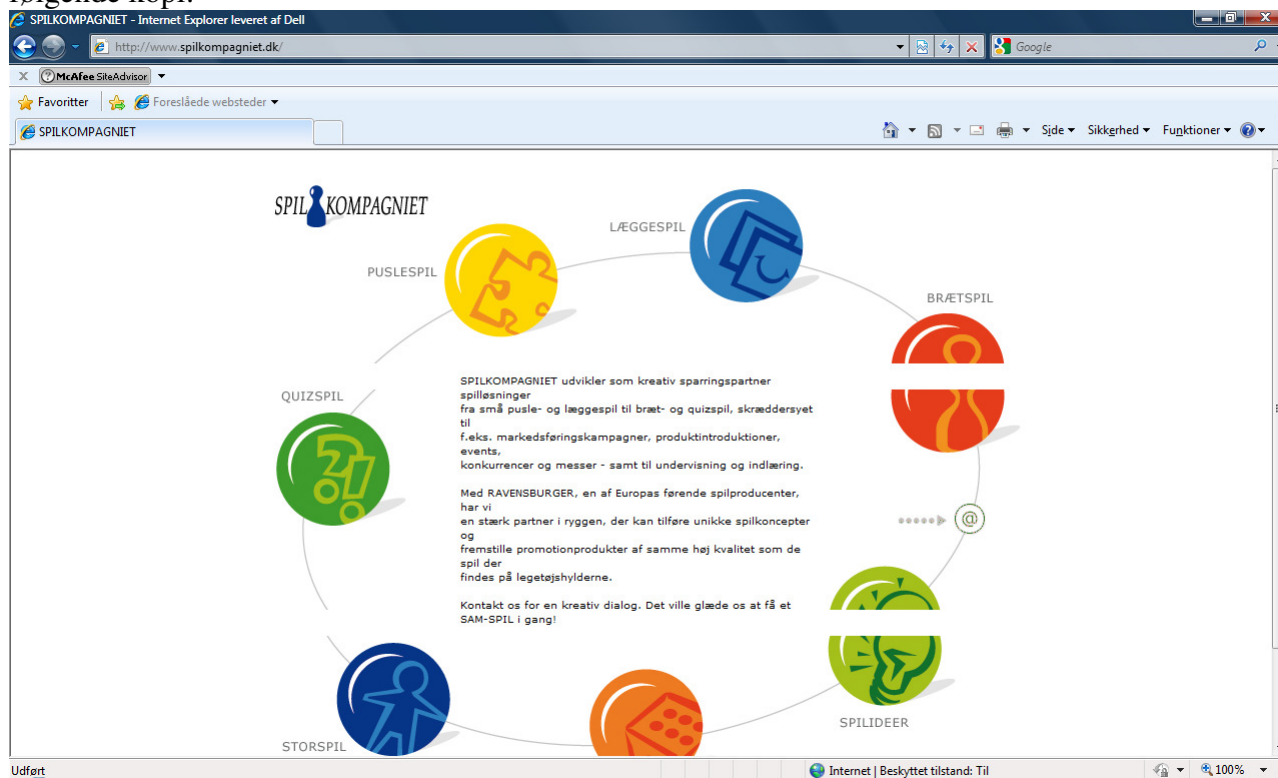 følgende kopi:
SPILKOMPAGNIET - Internet Explorer leveret af Dell
http://www.spilkompagniet.dk/
Google
X McAfee SiteAdvisor
Favoritter Foreslåede websteder
SPILKOMPAGNIET
Side Sikkerhed Funktioner
SPIL KOMPAGNIET
LÆGGESPIL
PUSLESPIL
BRÆTSPIL
QUIZSPIL
SPILKOMPAGNIET udvikler som kreativ sparringspartner
spilløsninger
fra små pusle- og læggespil til bræt- og quizspil, skræddersyet
til
f.eks. markedsføringskampagner, produktintroduktioner,
events,
konkurrencer og messer - samt til undervisning og indlæring.
Med RAVENSBURGER, en af Europas førende spilproducenter,
har vi
en stærk partner i ryggen, der kan tilføre unikke spilkoncepter
og
fremstille promotionprodukter af samme høj kvalitet som de
spil der
findes på legetøjshylderne.
Kontakt os for en kreativ dialog. Det ville glæde os at få et
SAM-SPIL i gang!
@
SPILIDEER
STORSPIL
Udført
Internet | Beskyttet tilstand: Til
100%